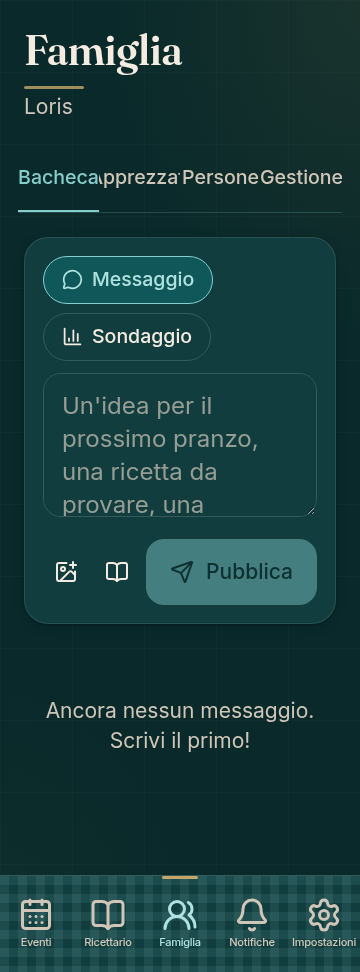 Famiglia
Loris
Bacheca pprezza Persone Gestione
Messaggio
Sondaggio
Un'idea per il
prossimo pranzo,
una ricetta da
provare, una
Pubblica
Ancora nessun messaggio.
Scrivi il primo!
Eventi Ricettario Famiglia Notifiche Impostazioni